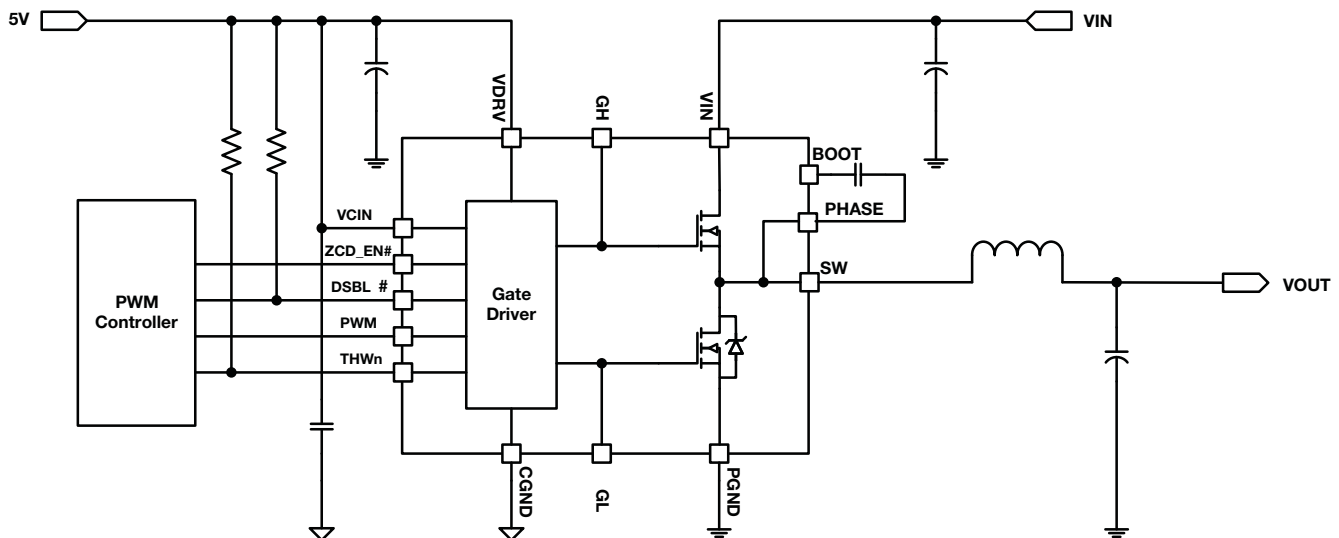 5V
VIN
VDRV
GH
VIN
BOOT
PHASE
VCIN
ZCD_EN#
DSBL #
PWM
THWn
SW
PWM
Controller
Gate
Driver
VOUT
CGND
GL
PGND